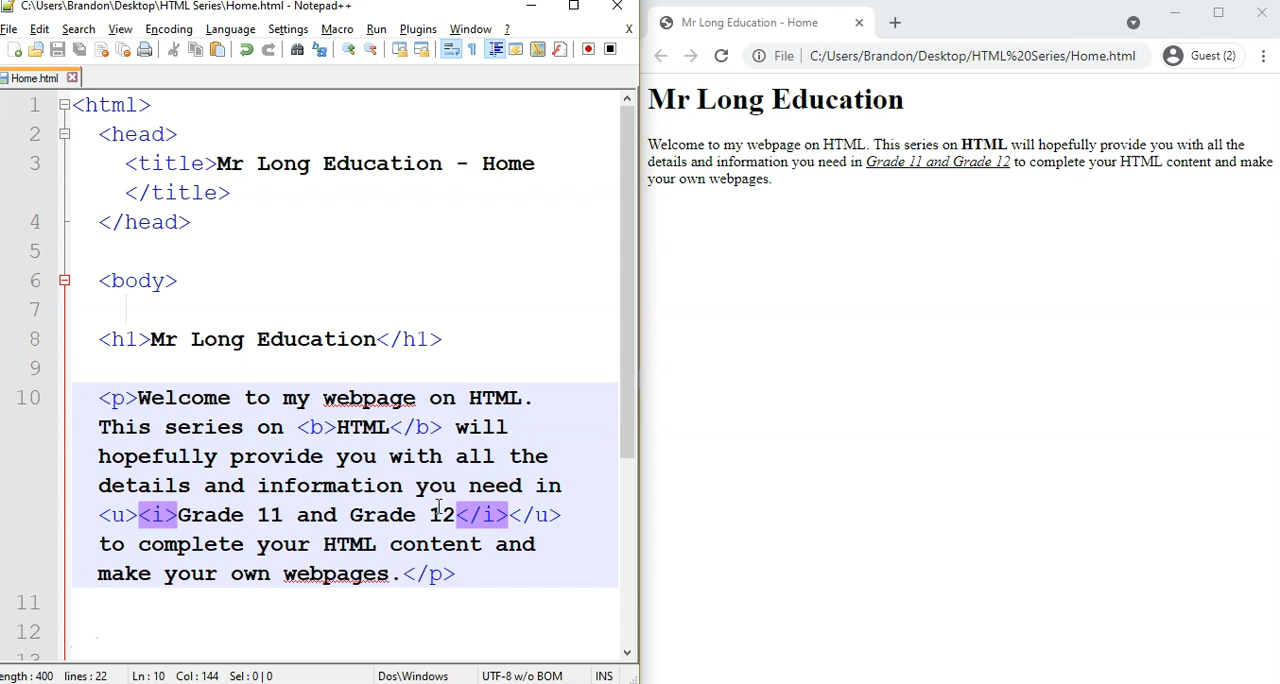 C:\Users\Brandon\Desktop\HTML Series\Home.html - Notepad++
File Edit Search View Encoding Language Settings Macro Run Plugins Window ? X
Home.html
1 <html>
2 <head>
3 <title>Mr Long Education - Home
</title>
4 </head>
5
6 <body>
7
8 <h1>Mr Long Education</h1>
9
10 <p>Welcome to my webpage on HTML.
This series on <b>HTML</b> will
hopefully provide you with all the
details and information you need in
<u><i>Grade 11 and Grade 12</i></u>
to complete your HTML content and
make your own webpages.</p>
11
12
13
ength : 400 lines : 22 Ln : 10 Col : 144 Sel : 0 | 0 Dos\Windows UTF-8 w/o BOM INS
Mr Long Education - Home
File C:/Users/Brandon/Desktop/HTML%20Series/Home.html Guest (2)
Mr Long Education
Welcome to my webpage on HTML. This series on HTML will hopefully provide you with all the
details and information you need in Grade 11 and Grade 12 to complete your HTML content and make
your own webpages.